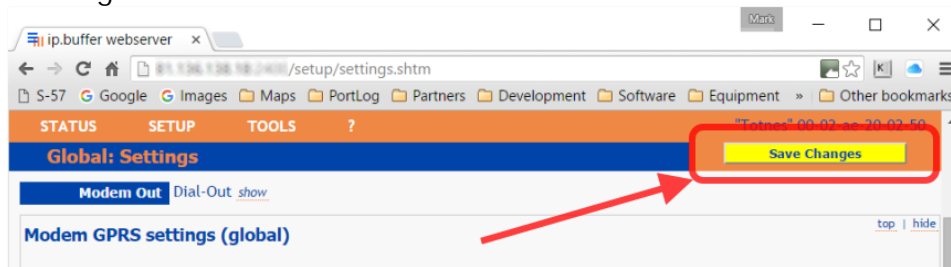 Mark
ip.buffer webserver ×
/setup/settings.shtm
S-57 Google Images Maps PortLog Partners Development Software Equipment » Other bookmarks
STATUS SETUP TOOLS ? "Totnes" 00-02-ae-20-02-50
Global: Settings Save Changes
Modem Out Dial-Out show
top | hide
Modem GPRS settings (global)